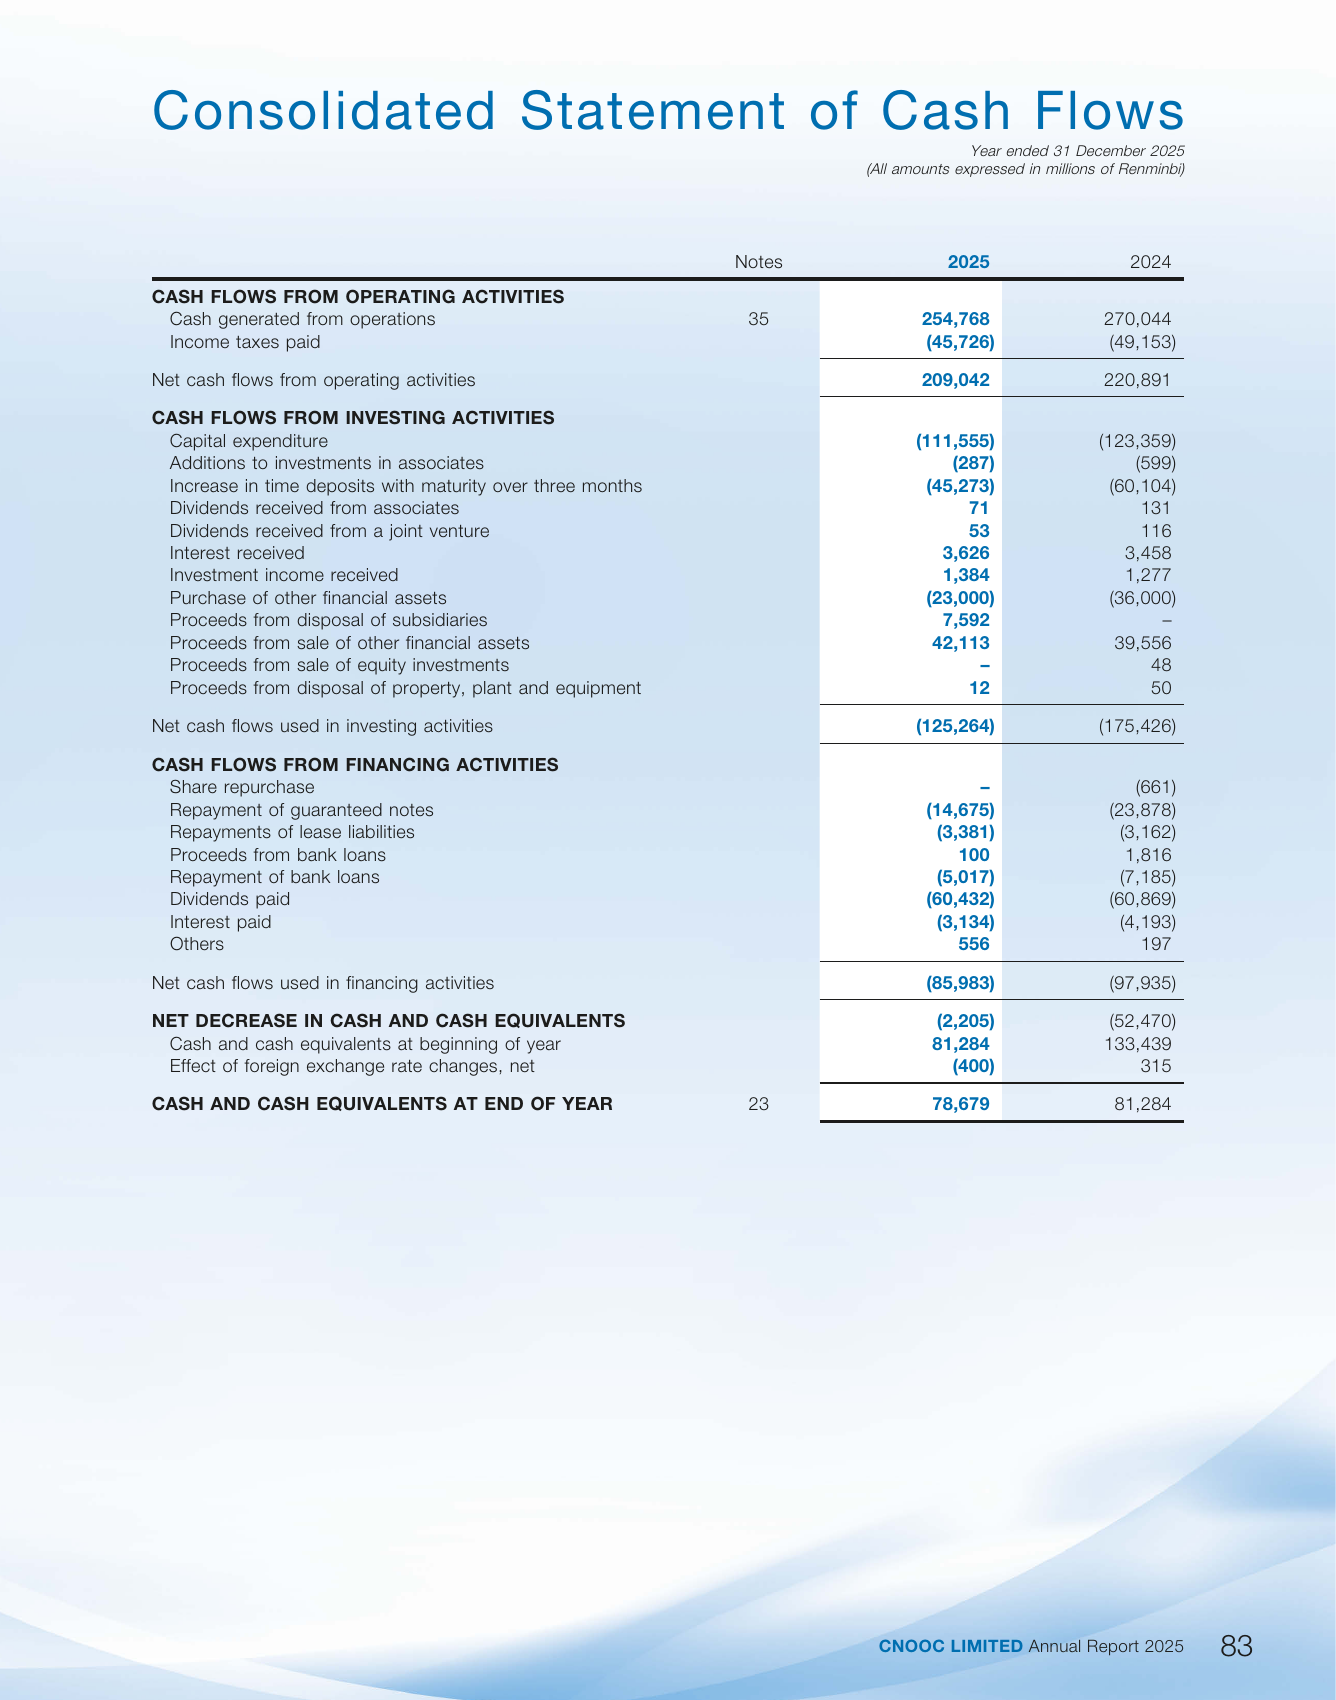 Consolidated Statement of Cash Flows
Year ended 31 December 2025
(All amounts expressed in millions of Renminbi)
Notes 2025 2024
CASH FLOWS FROM OPERATING ACTIVITIES
Cash generated from operations 35 254,768 270,044
Income taxes paid (45,726) (49,153)
Net cash flows from operating activities 209,042 220,891
CASH FLOWS FROM INVESTING ACTIVITIES
Capital expenditure (111,555) (123,359)
Additions to investments in associates (287) (599)
Increase in time deposits with maturity over three months (45,273) (60,104)
Dividends received from associates 71 131
Dividends received from a joint venture 53 116
Interest received 3,626 3,458
Investment income received 1,384 1,277
Purchase of other financial assets (23,000) (36,000)
Proceeds from disposal of subsidiaries 7,592 –
Proceeds from sale of other financial assets 42,113 39,556
Proceeds from sale of equity investments – 48
Proceeds from disposal of property, plant and equipment 12 50
Net cash flows used in investing activities (125,264) (175,426)
CASH FLOWS FROM FINANCING ACTIVITIES
Share repurchase – (661)
Repayment of guaranteed notes (14,675) (23,878)
Repayments of lease liabilities (3,381) (3,162)
Proceeds from bank loans 100 1,816
Repayment of bank loans (5,017) (7,185)
Dividends paid (60,432) (60,869)
Interest paid (3,134) (4,193)
Others 556 197
Net cash flows used in financing activities (85,983) (97,935)
NET DECREASE IN CASH AND CASH EQUIVALENTS (2,205) (52,470)
Cash and cash equivalents at beginning of year 81,284 133,439
Effect of foreign exchange rate changes, net (400) 315
CASH AND CASH EQUIVALENTS AT END OF YEAR 23 78,679 81,284
CNOOC LIMITED Annual Report 2025 83